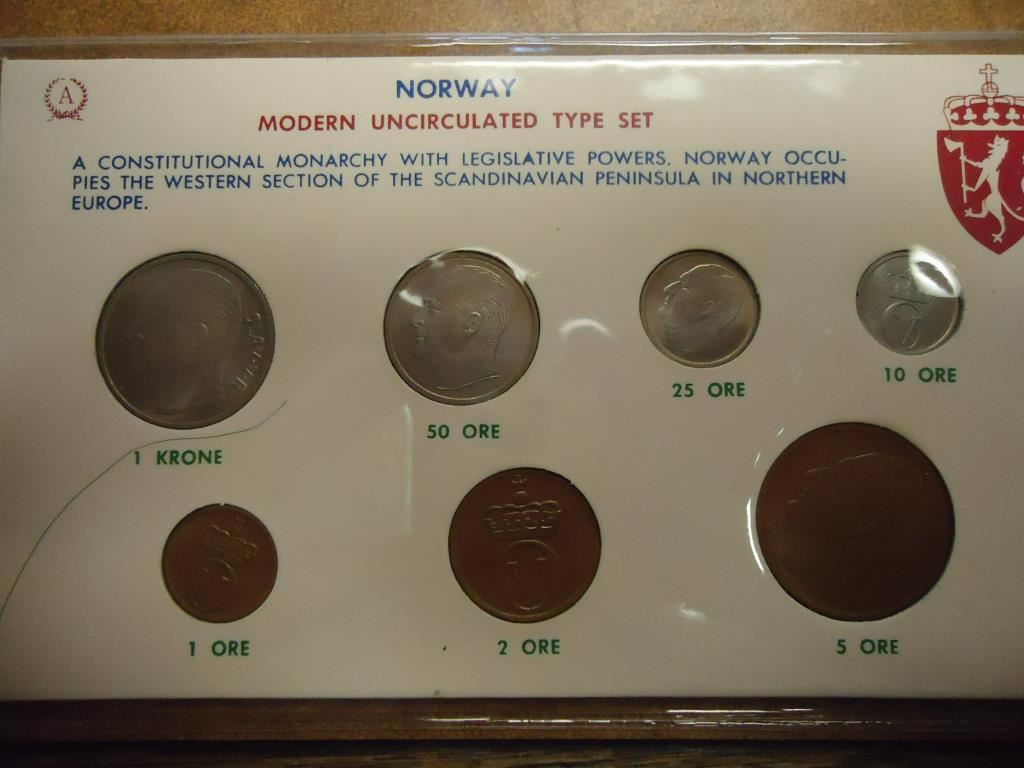 A
NORWAY
MODERN UNCIRCULATED TYPE SET
A CONSTITUTIONAL MONARCHY WITH LEGISLATIVE POWERS. NORWAY OCCU-
PIES THE WESTERN SECTION OF THE SCANDINAVIAN PENINSULA IN NORTHERN
EUROPE.
1 KRONE
50 ORE
25 ORE
10 ORE
1 ORE
2 ORE
5 ORE